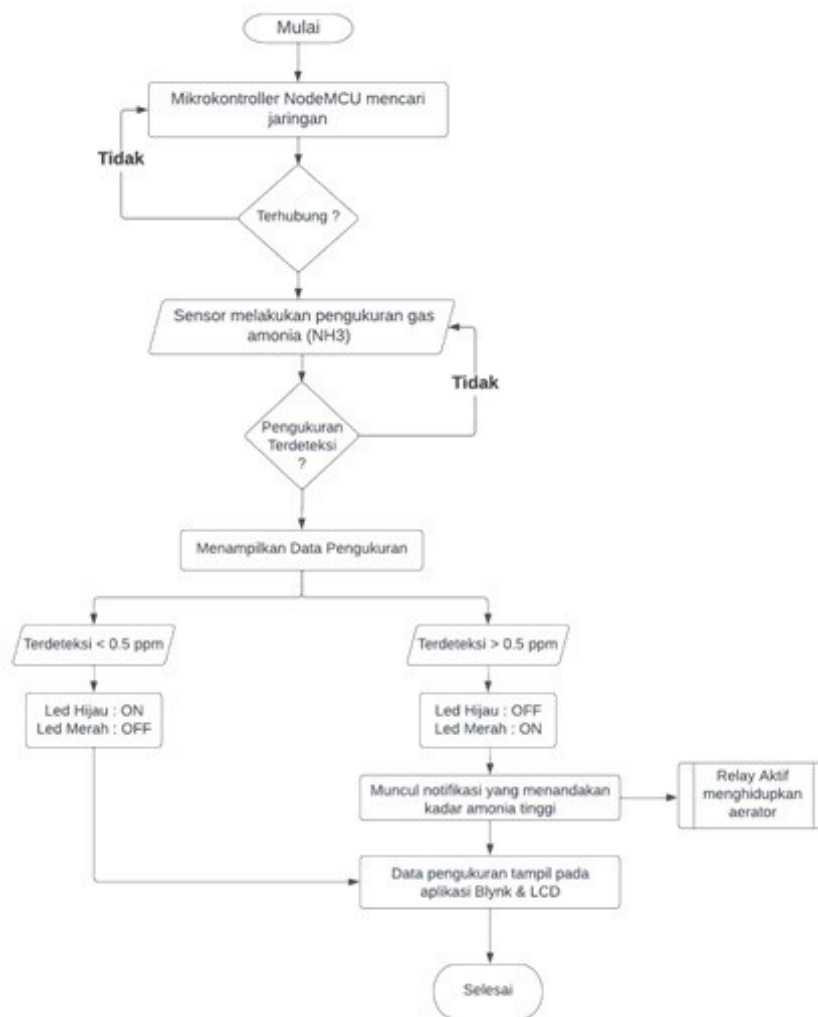 Mulai
Mikrokontroller NodeMCU mencari
jaringan
Tidak
Terhubung ?
Sensor melakukan pengukuran gas
amonia (NH3)
Tidak
Pengukuran
Terdeteksi
?
Menampilkan Data Pengukuran
Terdeteksi < 0.5 ppm
Terdeteksi > 0.5 ppm
Led Hijau : ON
Led Merah : OFF
Led Hijau : OFF
Led Merah : ON
Muncul notifikasi yang menandakan
kadar amonia tinggi
Relay Aktif
menghidupkan
aerator
Data pengukuran tampil pada
aplikasi Blynk & LCD
Selesai